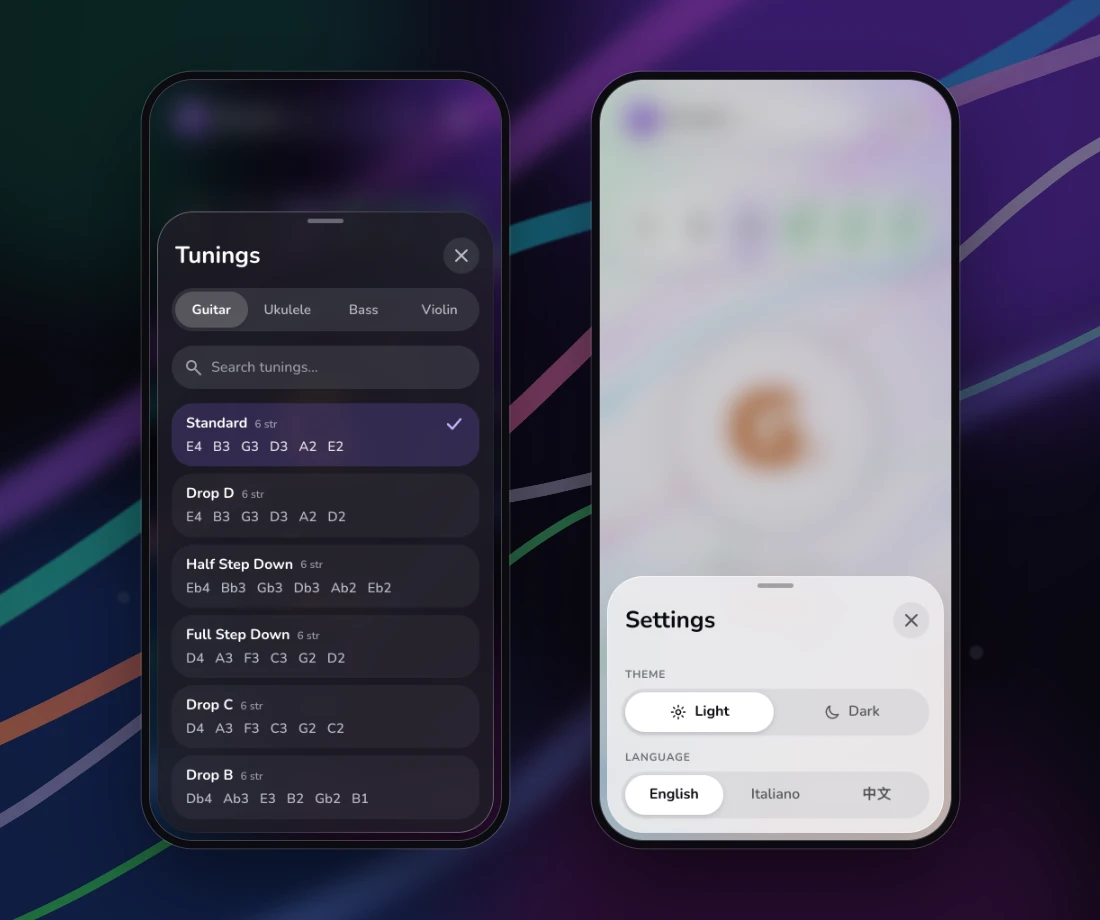 Tunings
Guitar Ukulele Bass Violin
Search tunings...
Standard 6 str
E4 B3 G3 D3 A2 E2
Drop D 6 str
E4 B3 G3 D3 A2 D2
Half Step Down 6 str
Eb4 Bb3 Gb3 Db3 Ab2 Eb2
Full Step Down 6 str
D4 A3 F3 C3 G2 D2
Drop C 6 str
D4 A3 F3 C3 G2 C2
Drop B 6 str
Db4 Ab3 E3 B2 Gb2 B1
G
Settings
THEME
Light Dark
LANGUAGE
English Italiano 中文